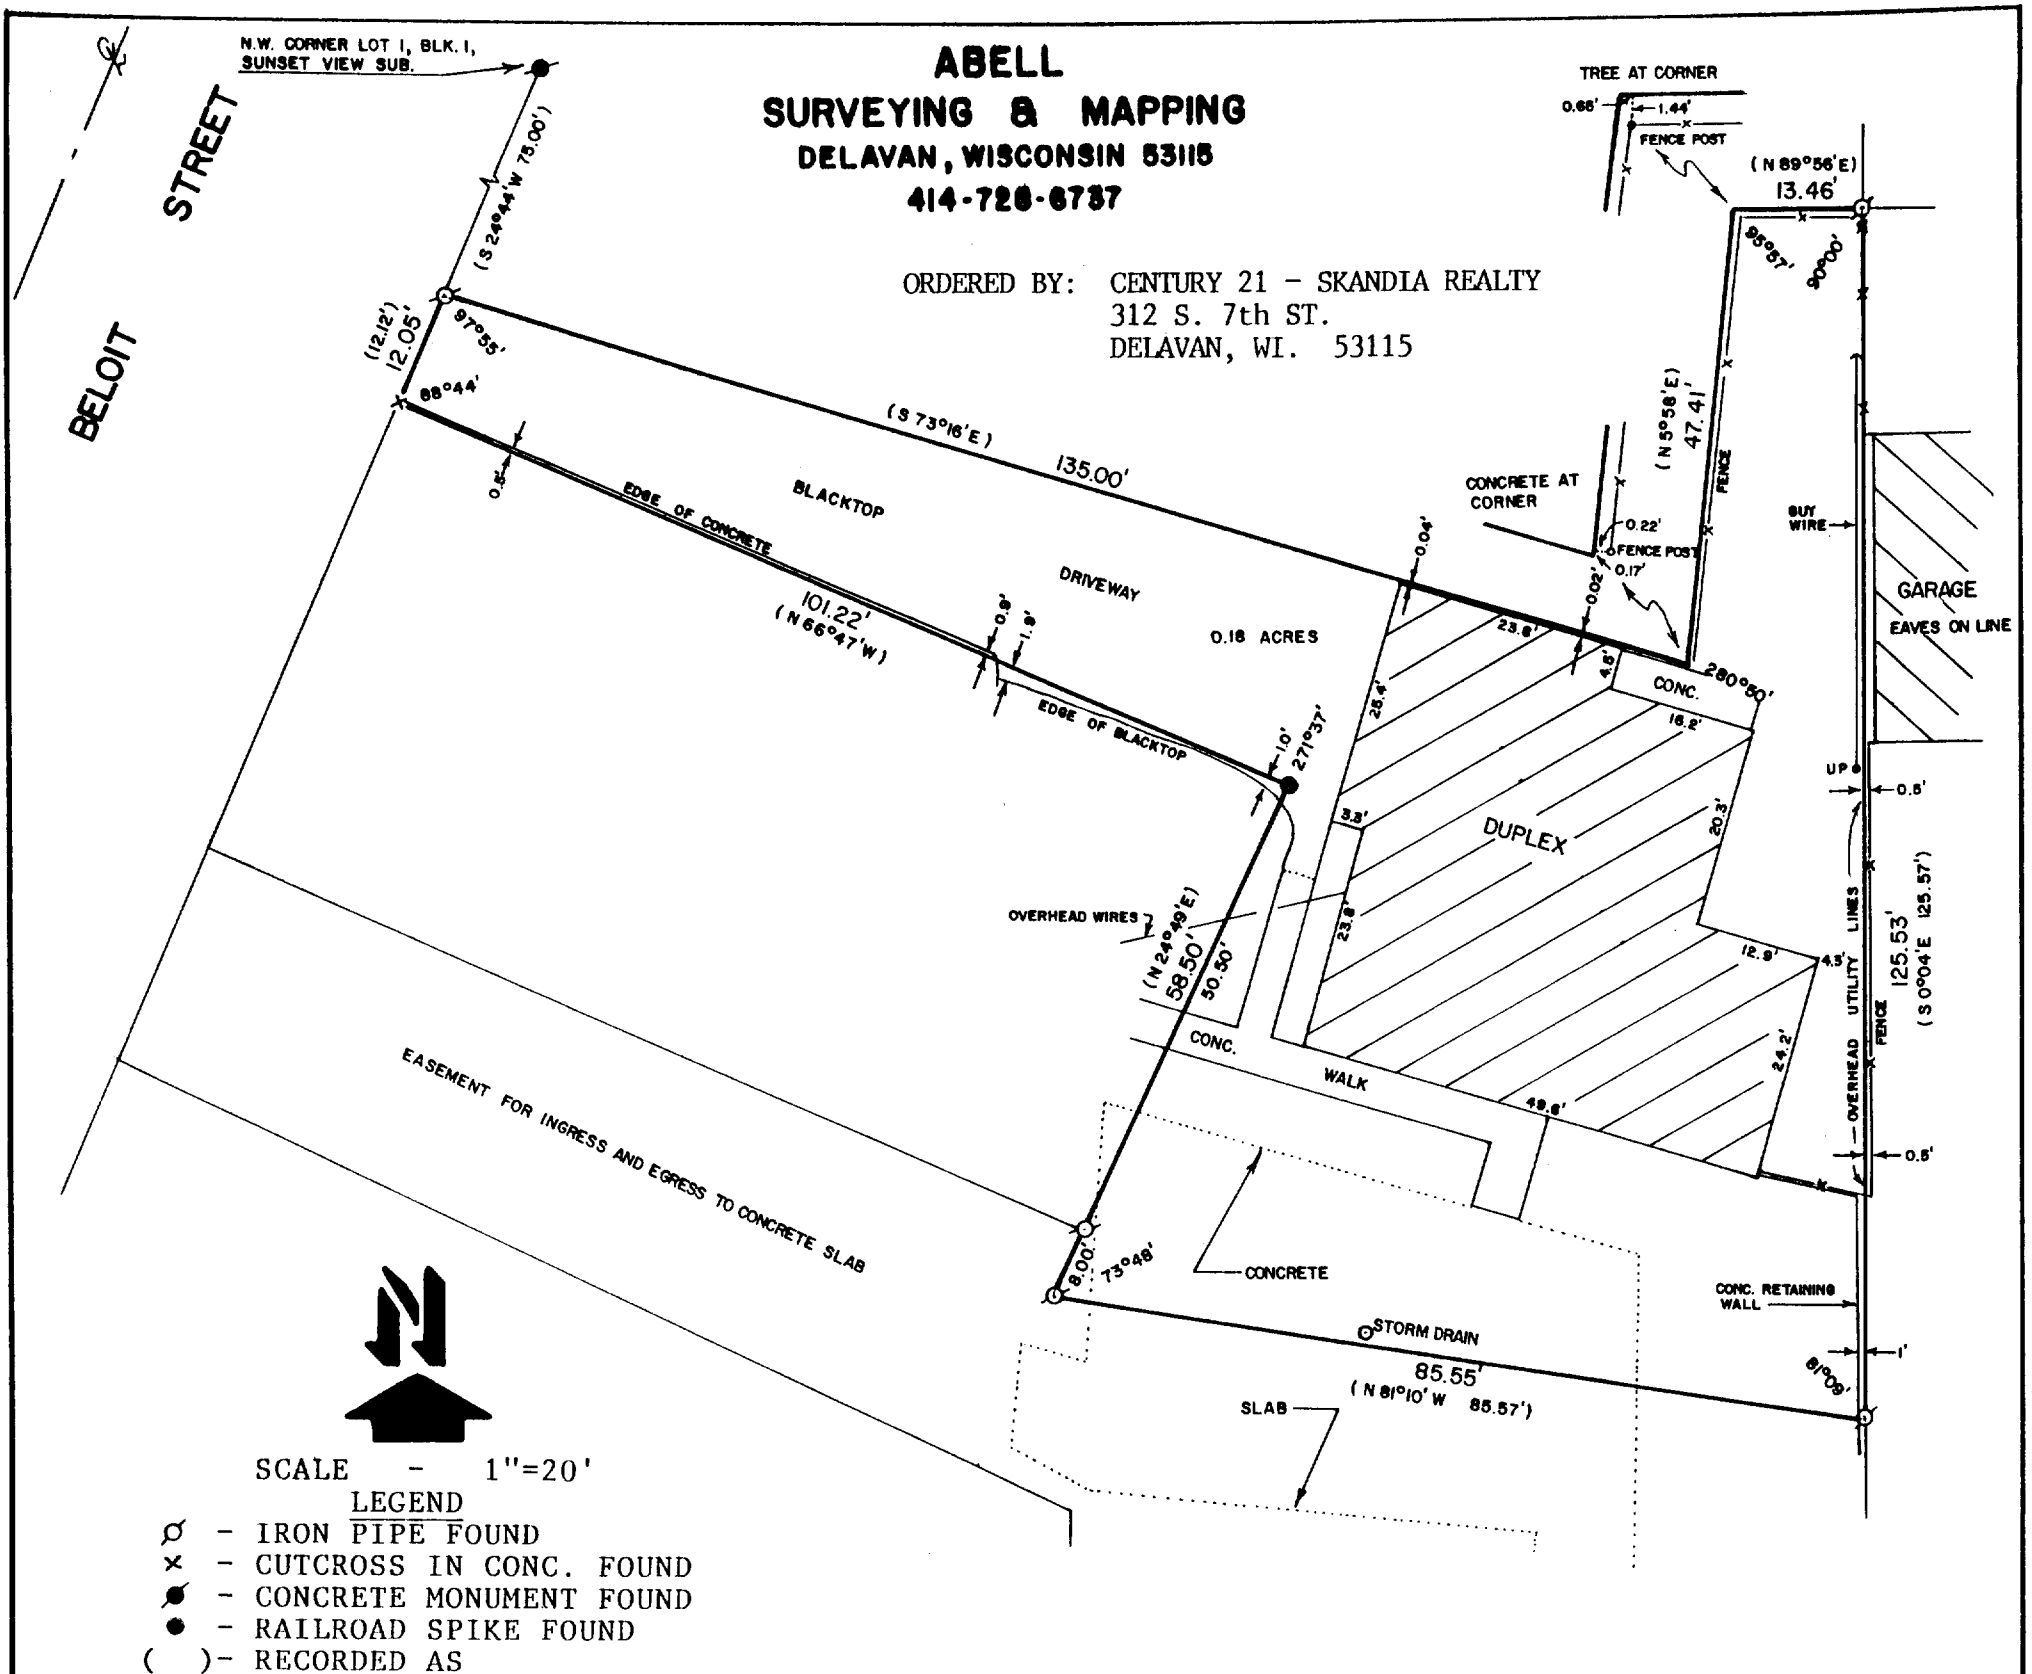 N.W. CORNER LOT 1, BLK. 1,
SUNSET VIEW SUB.
ABELL
SURVEYING & MAPPING
DELAVAN, WISCONSIN 53115
414-728-6737
ORDERED BY: CENTURY 21 - SKANDIA REALTY
312 S. 7th ST.
DELAVAN, WI. 53115
TREE AT CORNER
0.66'
1.44'
FENCE POST
(N 89°56'E)
13.46'
95°57'
90°00'
STREET
BELOIT
(S 24°44'W 75.00')
(12.12')
12.05'
97°55'
88°44'
(S 73°16'E)
135.00'
0.5'
EDGE OF CONCRETE
BLACKTOP
DRIVEWAY
101.22'
(N 66°47'W)
0.9'
1.9'
0.18 ACRES
EDGE OF BLACKTOP
1.0'
271°37'
0.04'
CONCRETE AT
CORNER
0.22'
FENCE POST
0.17'
0.02'
(N 5°58'E)
47.41'
FENCE
GUY
WIRE
GARAGE
EAVES ON LINE
23.8'
4.5'
CONC.
280°50'
16.2'
25.4'
3.3'
DUPLEX
20.3'
UP
0.5'
23.8'
OVERHEAD WIRES
(N 24°49'E)
58.50'
50.50'
12.9'
4.3'
24.2'
OVERHEAD UTILITY LINES
FENCE
125.53'
(S 0°04'E 125.57')
CONC.
WALK
49.6'
0.5'
EASEMENT FOR INGRESS AND EGRESS TO CONCRETE SLAB
8.00'
73°48'
CONCRETE
STORM DRAIN
85.55'
(N 81°10'W 85.57')
CONC. RETAINING
WALL
1'
81°09'
SLAB
N
SCALE - 1"=20'
LEGEND
- IRON PIPE FOUND
x - CUTCROSS IN CONC. FOUND
- CONCRETE MONUMENT FOUND
● - RAILROAD SPIKE FOUND
( ) - RECORDED AS